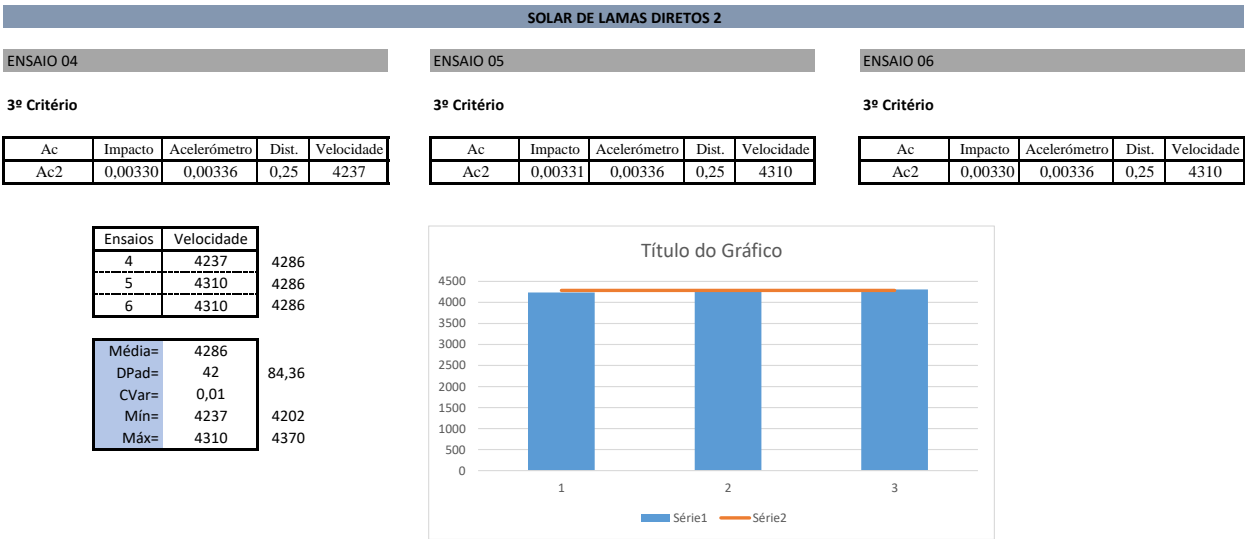 SOLAR DE LAMAS DIRETOS 2
ENSAIO 04
3º Critério
Ac Impacto Acelerómetro Dist. Velocidade
Ac2 0,00330 0,00336 0,25 4237
ENSAIO 05
3º Critério
Ac Impacto Acelerómetro Dist. Velocidade
Ac2 0,00331 0,00336 0,25 4310
ENSAIO 06
3º Critério
Ac Impacto Acelerómetro Dist. Velocidade
Ac2 0,00330 0,00336 0,25 4310
Ensaios Velocidade
4 4237 4286
5 4310 4286
6 4310 4286
Média= 4286
DPad= 42 84,36
CVar= 0,01
Mín= 4237 4202
Máx= 4310 4370
Título do Gráfico
4500
4000
3500
3000
2500
2000
1500
1000
500
0
1 2 3
Série1 Série2